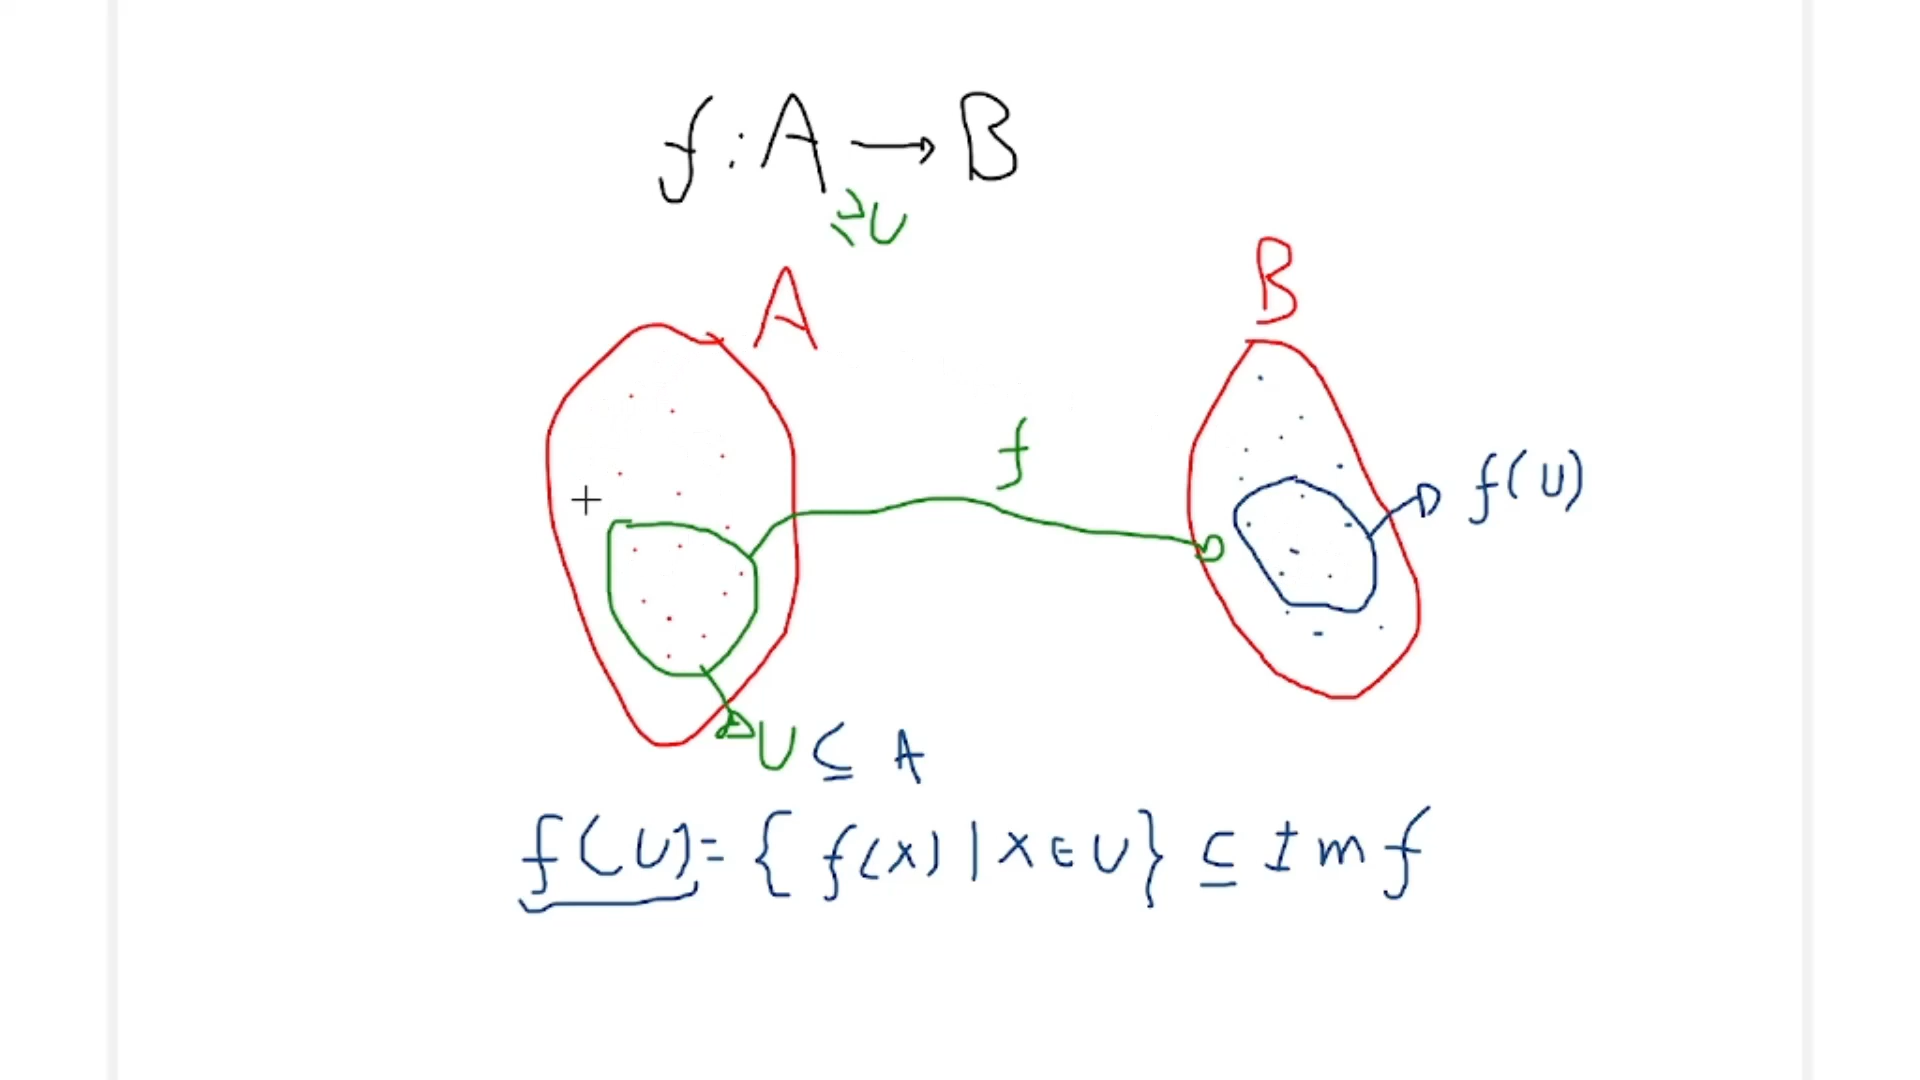 f : A → B
⊇ U
A
B
f
f(U)
U ⊆ A
f(U) = { f(x) | x ∈ U } ⊆ Im f